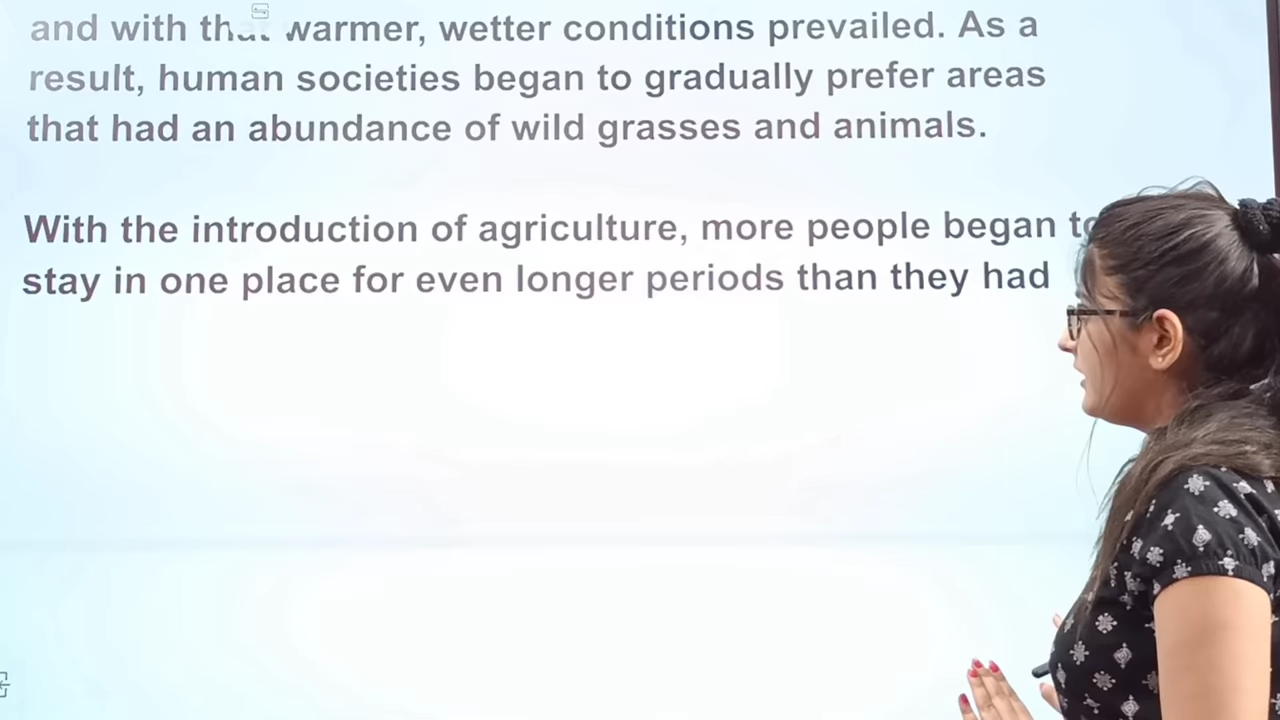 and with that warmer, wetter conditions prevailed. As a
result, human societies began to gradually prefer areas
that had an abundance of wild grasses and animals.
With the introduction of agriculture, more people began to
stay in one place for even longer periods than they had